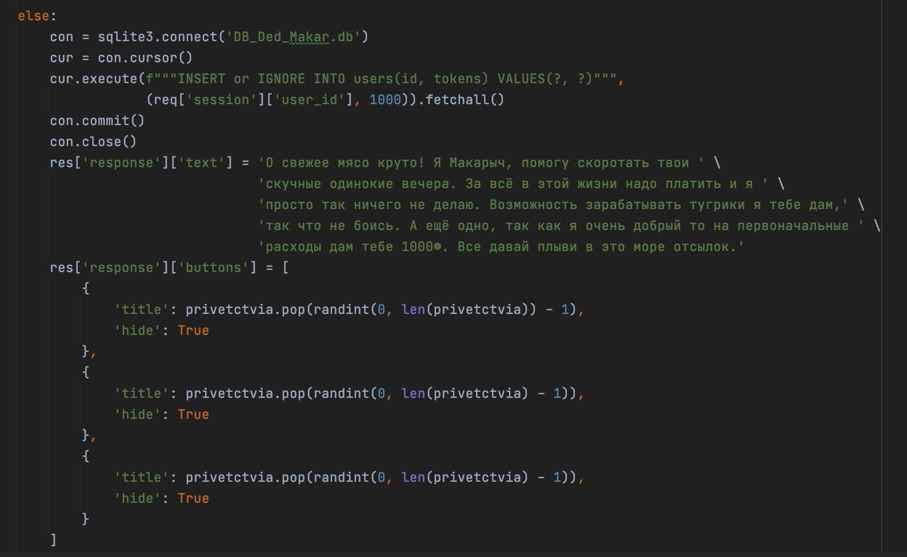 else:
    con = sqlite3.connect('DB_Ded_Makar.db')
    cur = con.cursor()
    cur.execute(f"""INSERT or IGNORE INTO users(id, tokens) VALUES(?, ?)""",
                (req['session']['user_id'], 1000)).fetchall()
    con.commit()
    con.close()
    res['response']['text'] = 'О свежее мясо круто! Я Макарыч, помогу скоротать твои ' \
                              'скучные одинокие вечера. За всё в этой жизни надо платить и я ' \
                              'просто так ничего не делаю. Возможность зарабатывать тугрики я тебе дам,' \
                              'так что не боись. А ещё одно, так как я очень добрый то на первоначальные ' \
                              'расходы дам тебе 1000☸. Все давай плыви в это море отсылок.'
    res['response']['buttons'] = [
        {
            'title': privetctvia.pop(randint(0, len(privetctvia)) - 1),
            'hide': True
        },
        {
            'title': privetctvia.pop(randint(0, len(privetctvia) - 1)),
            'hide': True
        },
        {
            'title': privetctvia.pop(randint(0, len(privetctvia) - 1)),
            'hide': True
        }
    ]